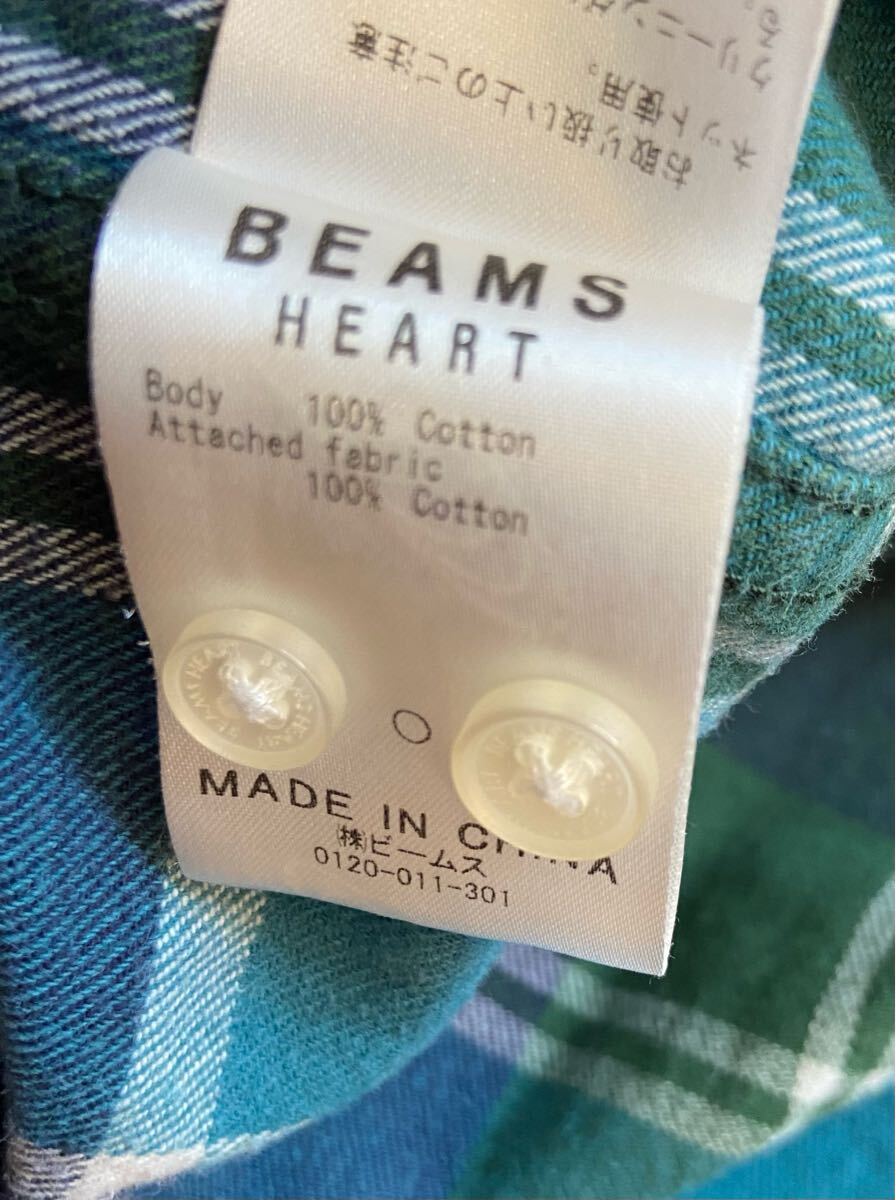 お取り扱い上のご注意
ネット使用。
BEAMS
HEART
Body 100% Cotton
Attached fabric
100% Cotton
MADE IN CHINA
㈱ビームス
0120-011-301